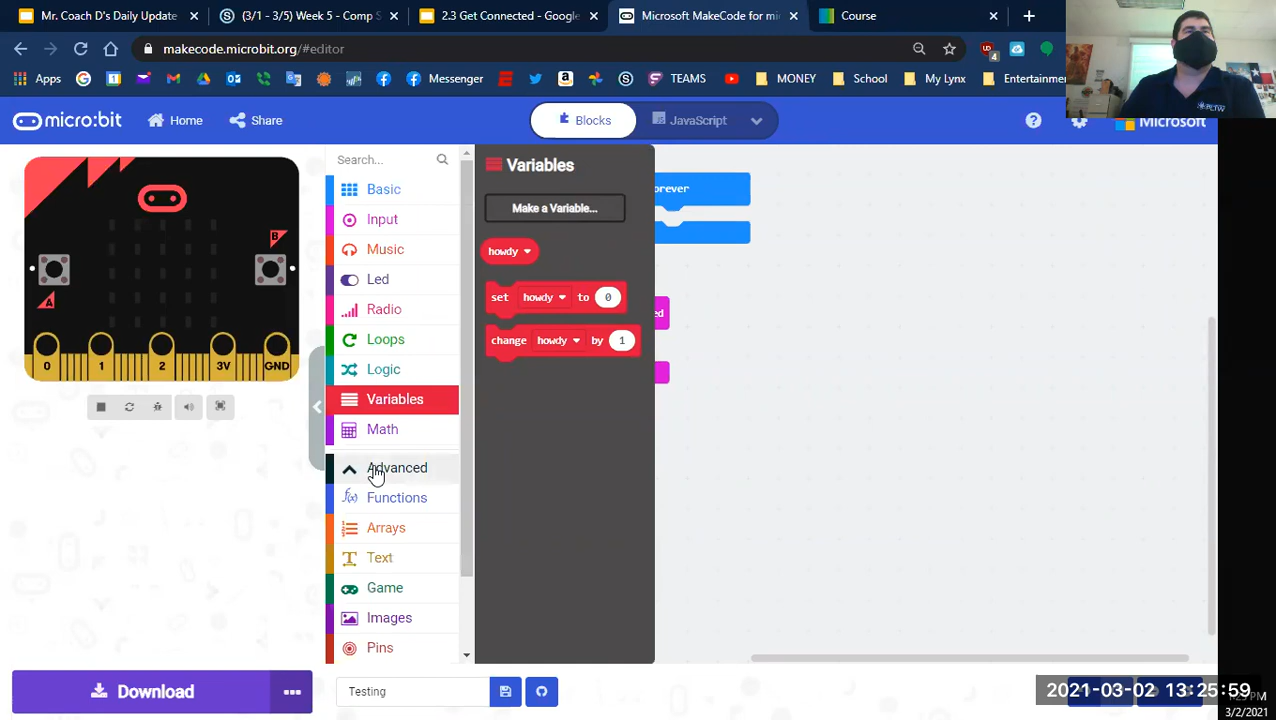 Mr. Coach D's Daily Update
(3/1 - 3/5) Week 5 - Comp S
2.3 Get Connected - Google
Microsoft MakeCode for mic
Course
makecode.microbit.org/#editor
Apps
Messenger
TEAMS
MONEY
School
My Lynx
Entertainme
micro:bit
Home
Share
Blocks
JavaScript
Microsoft
Search...
Basic
Input
Music
Led
Radio
Loops
Logic
Variables
Math
Advanced
Functions
Arrays
Text
Game
Images
Pins
Variables
Make a Variable...
howdy
set howdy to 0
change howdy by 1
orever
ed
A
B
0 1 2 3V GND
Download
Testing
2021-03-02 13:25:59
3/2/2021